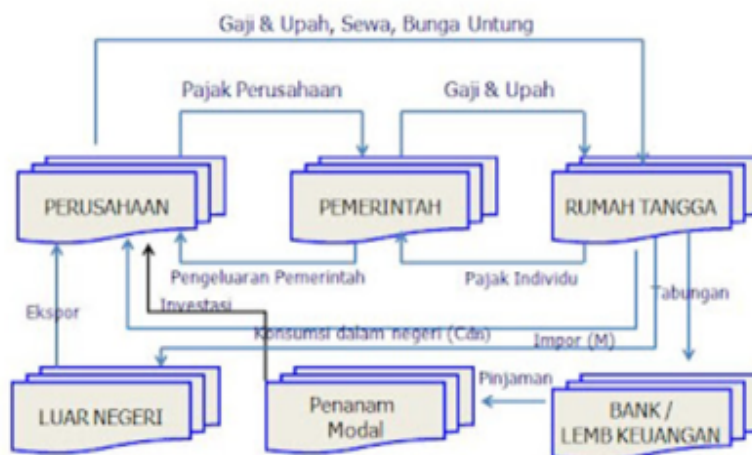 Gaji & Upah, Sewa, Bunga Untung
Pajak Perusahaan
Gaji & Upah
PERUSAHAAN
PEMERINTAH
RUMAH TANGGA
Pengeluaran Pemerintah
Pajak Individu
Tabungan
Ekspor
Investasi
Konsumsi dalam negeri (Cdn)
Impor (M)
Pinjaman
LUAR NEGERI
Penanam
Modal
BANK /
LEMB KEUANGAN